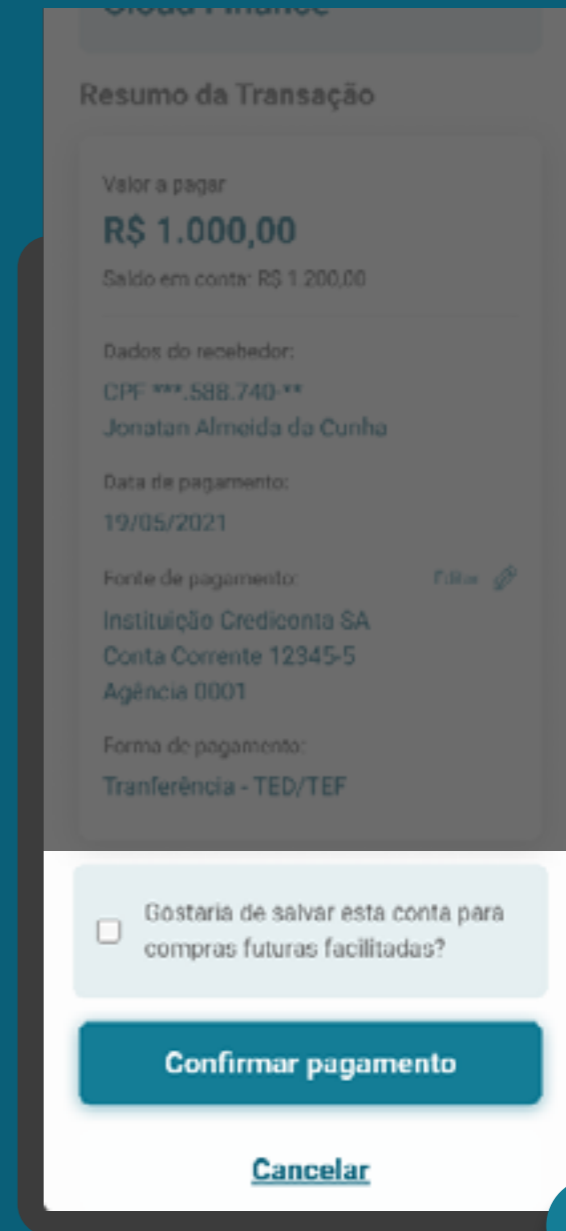 Cloud Finance
Resumo da Transação
Valor a pagar
R$ 1.000,00
Saldo em conta: R$ 1.200,00
Dados do recebedor:
CPF ***.588.740-**
Jonatan Almeida da Cunha
Data de pagamento:
19/05/2021
Fonte de pagamento:
Editar
Instituição Crediconta SA
Conta Corrente 12345-5
Agência 0001
Forma de pagamento:
Tranferência - TED/TEF
Gostaria de salvar esta conta para
compras futuras facilitadas?
Confirmar pagamento
Cancelar